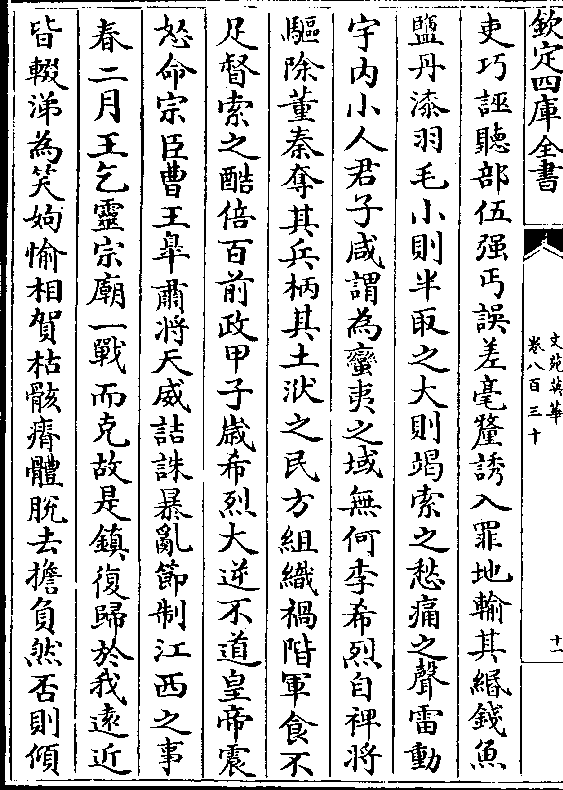 欽定四庫全書
文苑英華
卷八百三十
十一
吏巧誣聽部伍强丐誤差毫釐誘入罪地輸其緡錢魚
鹽丹漆羽毛小則半取之大則竭索之愁痛之聲雷動
宇内小人君子咸謂為蠻夷之域無何李希烈自裨將
驅除董秦奪其兵柄其土洑之民方組織禍階軍食不
足督索之酷倍百前政甲子嵗希烈大逆不道皇帝震
怒命宗臣曹王臯肅將天威詰誅暴亂節制江西之事
春二月王乞靈宗廟一戰而克故是鎮復歸於我逺近
皆輟涕為笑姁愉相賀枯骸瘠體脫去擔負然否則傾